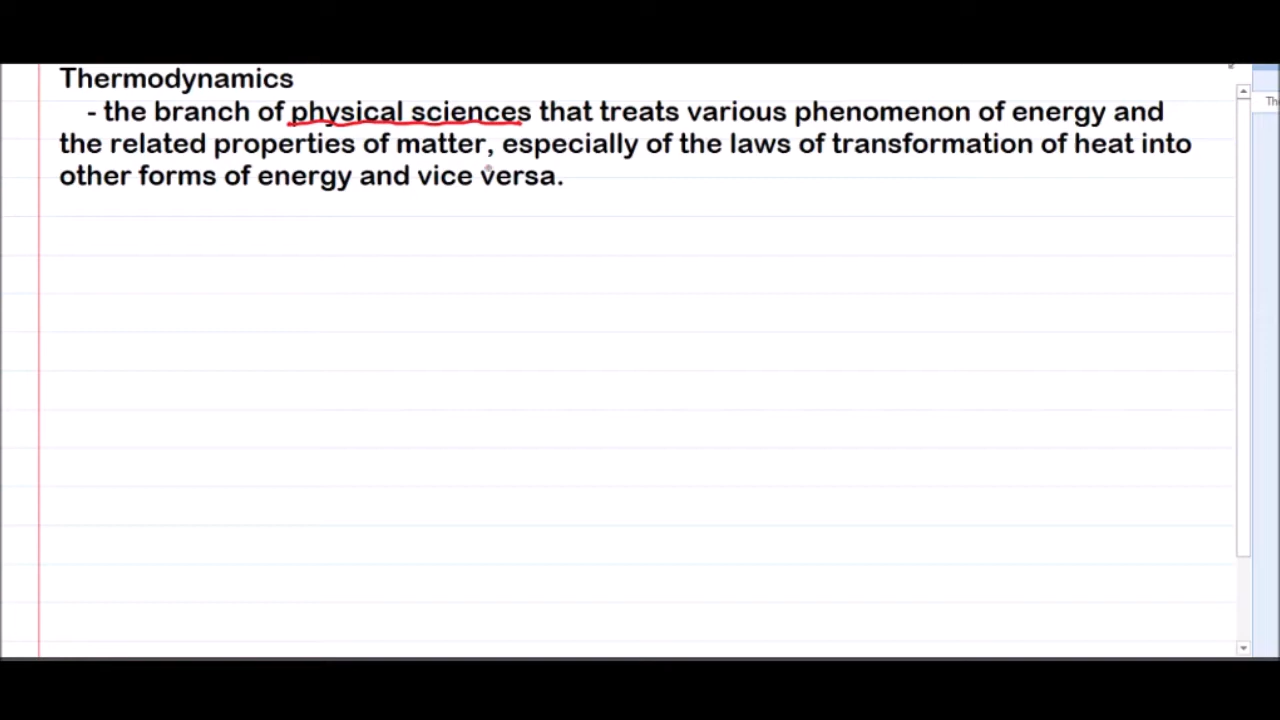 Thermodynamics
- the branch of physical sciences that treats various phenomenon of energy and
the related properties of matter, especially of the laws of transformation of heat into
other forms of energy and vice versa.